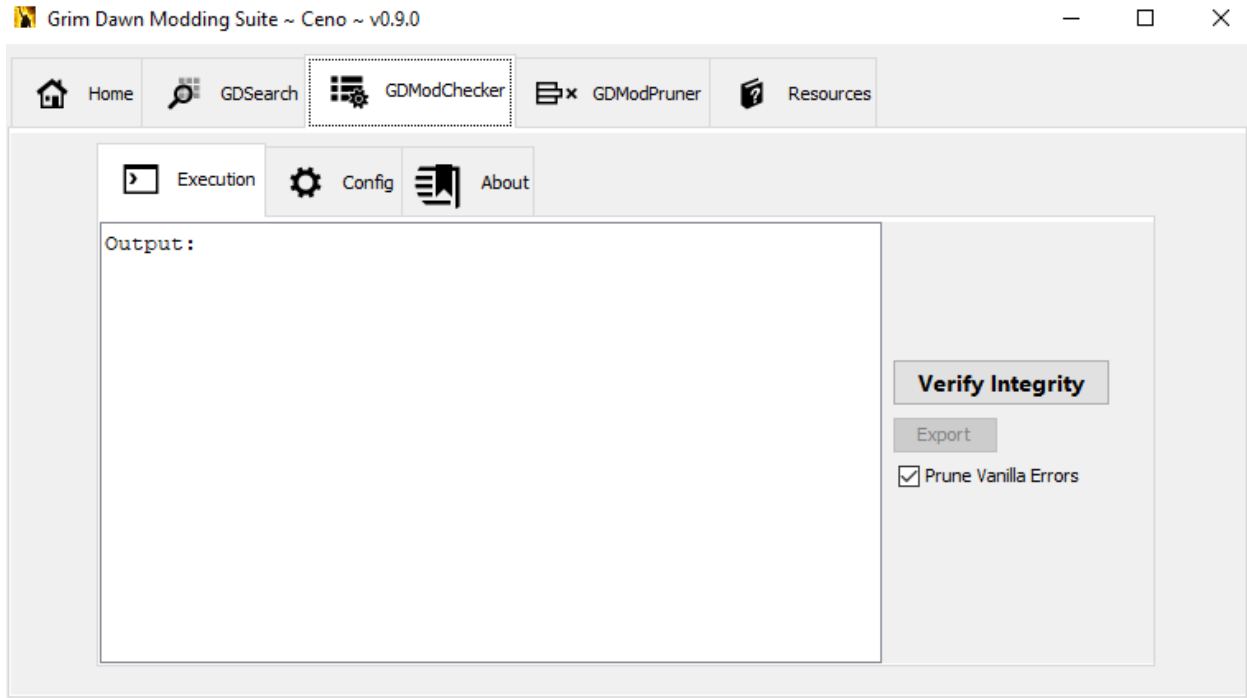 Grim Dawn Modding Suite ~ Ceno ~ v0.9.0
Home GDSearch GDModChecker GDModPruner Resources
Execution Config About
Output:
Verify Integrity
Export
Prune Vanilla Errors